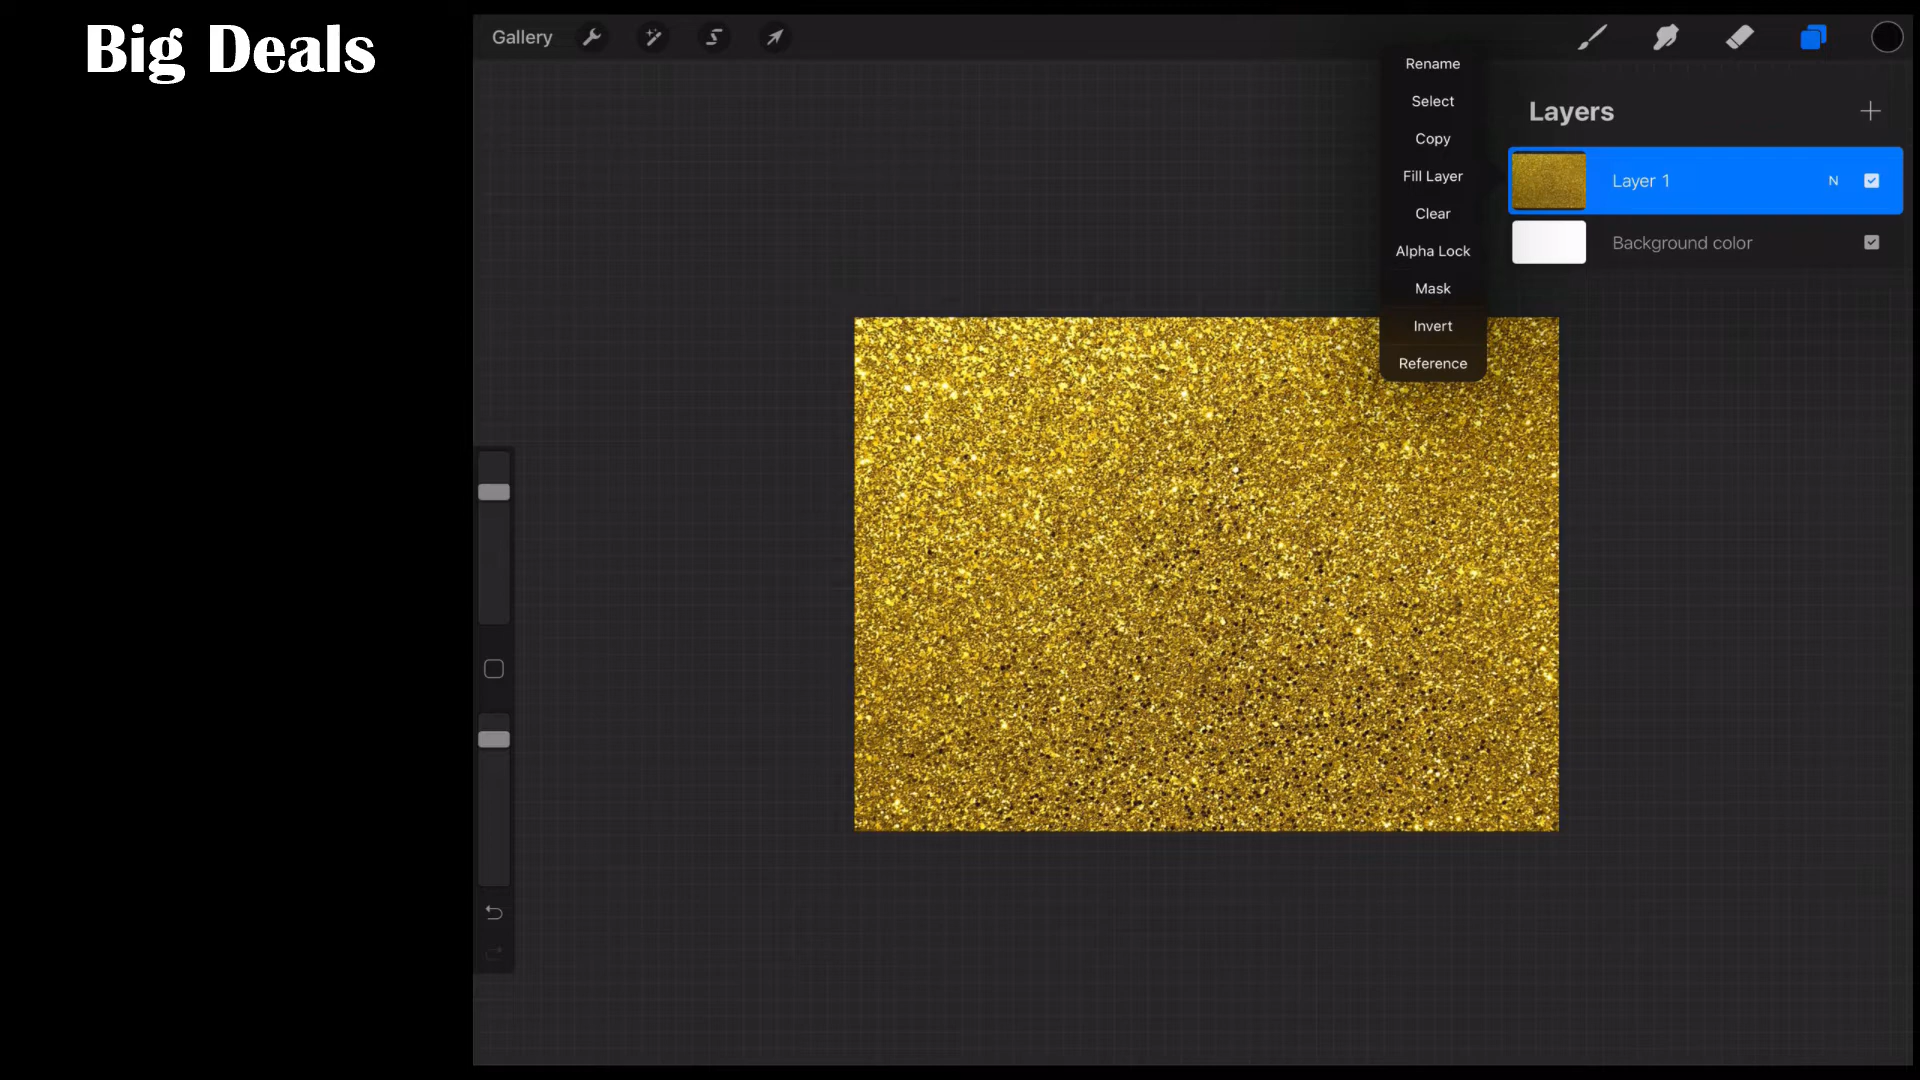 Big Deals
Gallery
Rename
Select
Copy
Fill Layer
Clear
Alpha Lock
Mask
Invert
Reference
Layers
Layer 1 N
Background color